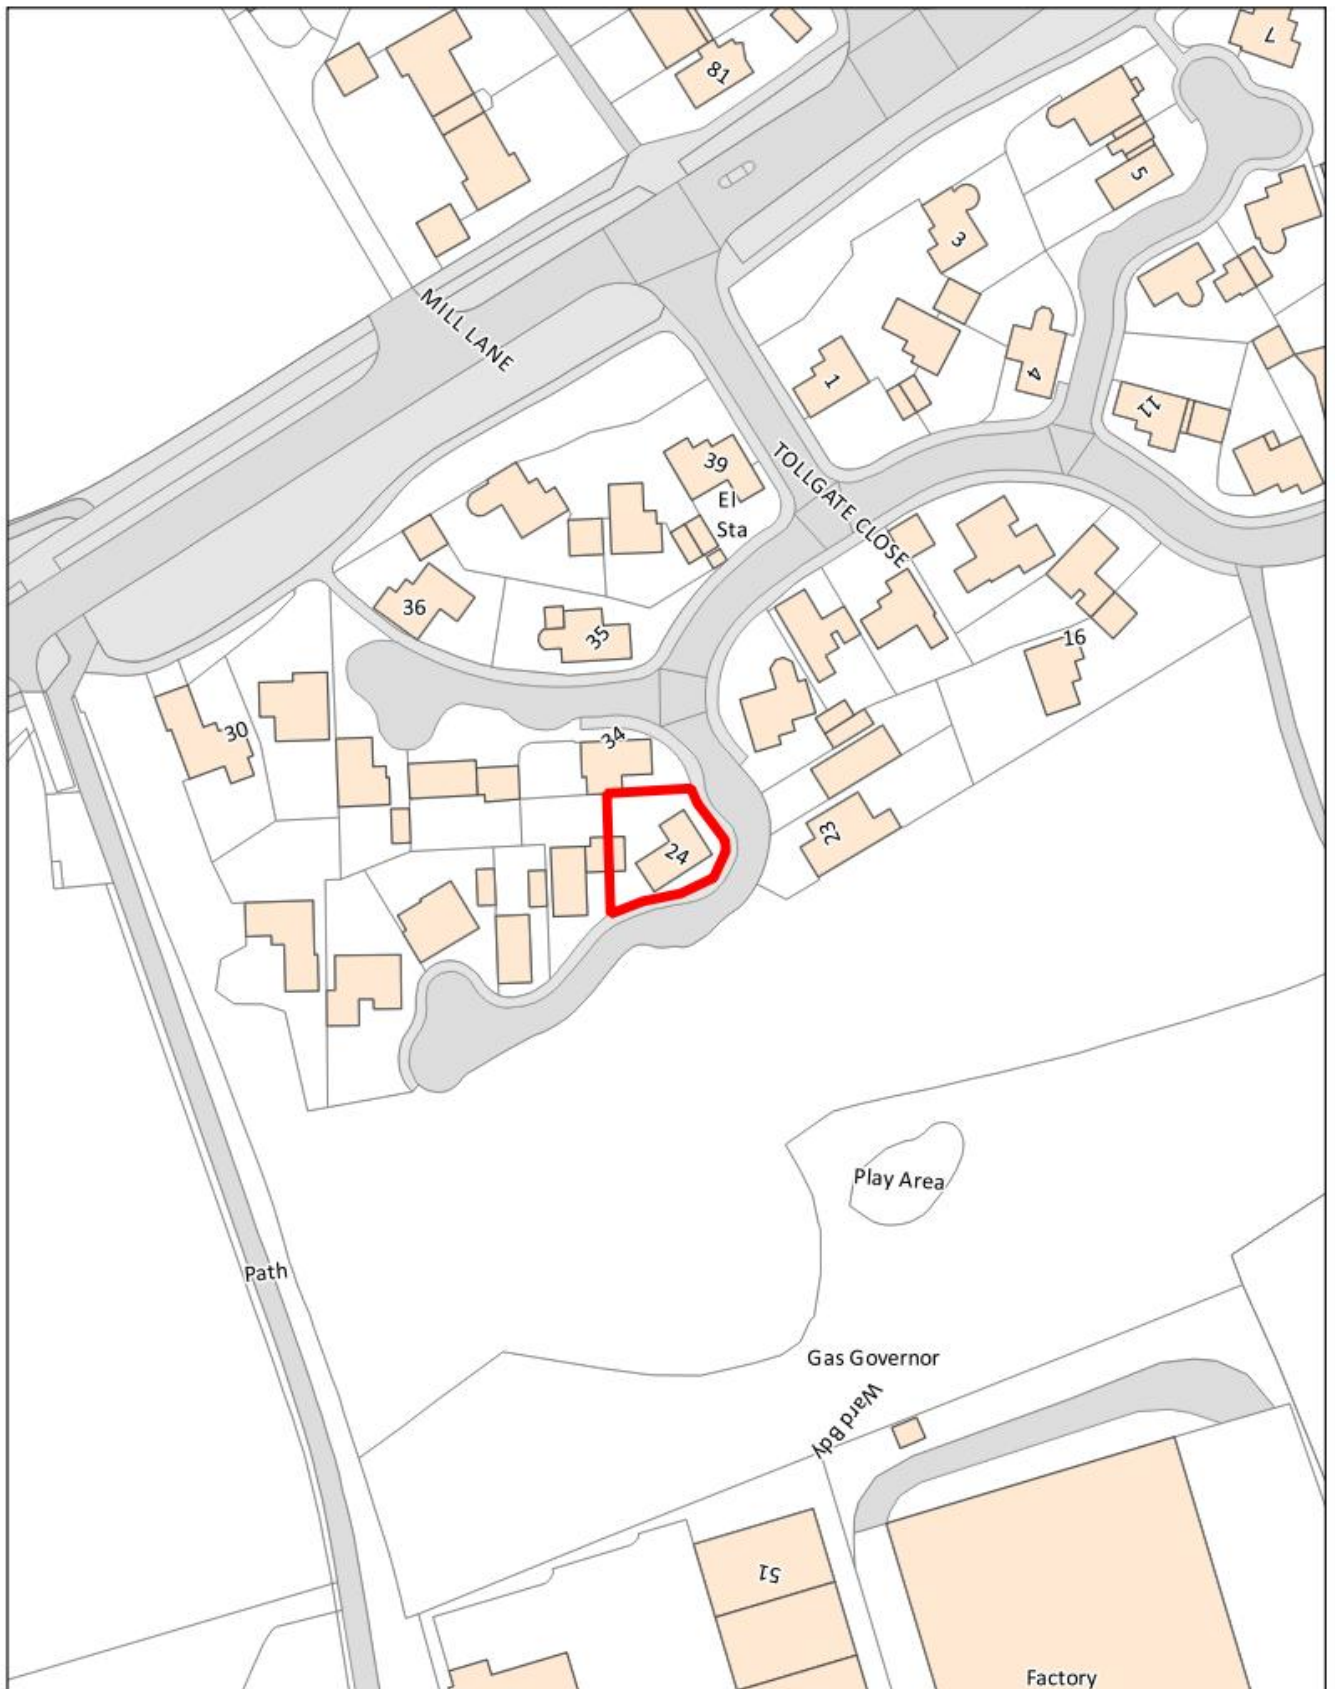 7
81
5
3
MILL LANE
1
4
11
39
TOLLGATE CLOSE
El
Sta
36
35
16
30
34
23
24
Play Area
Path
Gas Governor
Ward Bdy
51
Factory